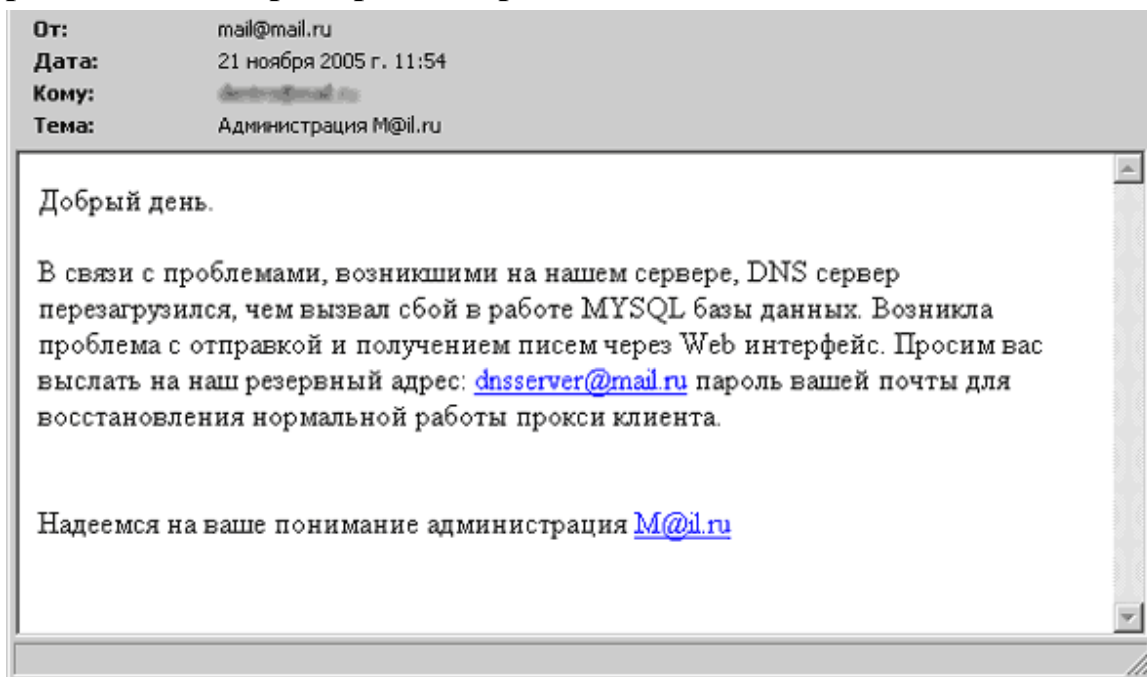 От: mail@mail.ru
Дата: 21 ноября 2005 г. 11:54
Кому:
Тема: Администрация M@il.ru
Добрый день.
В связи с проблемами, возникшими на нашем сервере, DNS сервер
перезагрузился, чем вызвал сбой в работе MYSQL базы данных. Возникла
проблема с отправкой и получением писем через Web интерфейс. Просим вас
выслать на наш резервный адрес: dnsserver@mail.ru пароль вашей почты для
восстановления нормальной работы прокси клиента.
Надеемся на ваше понимание администрация M@il.ru